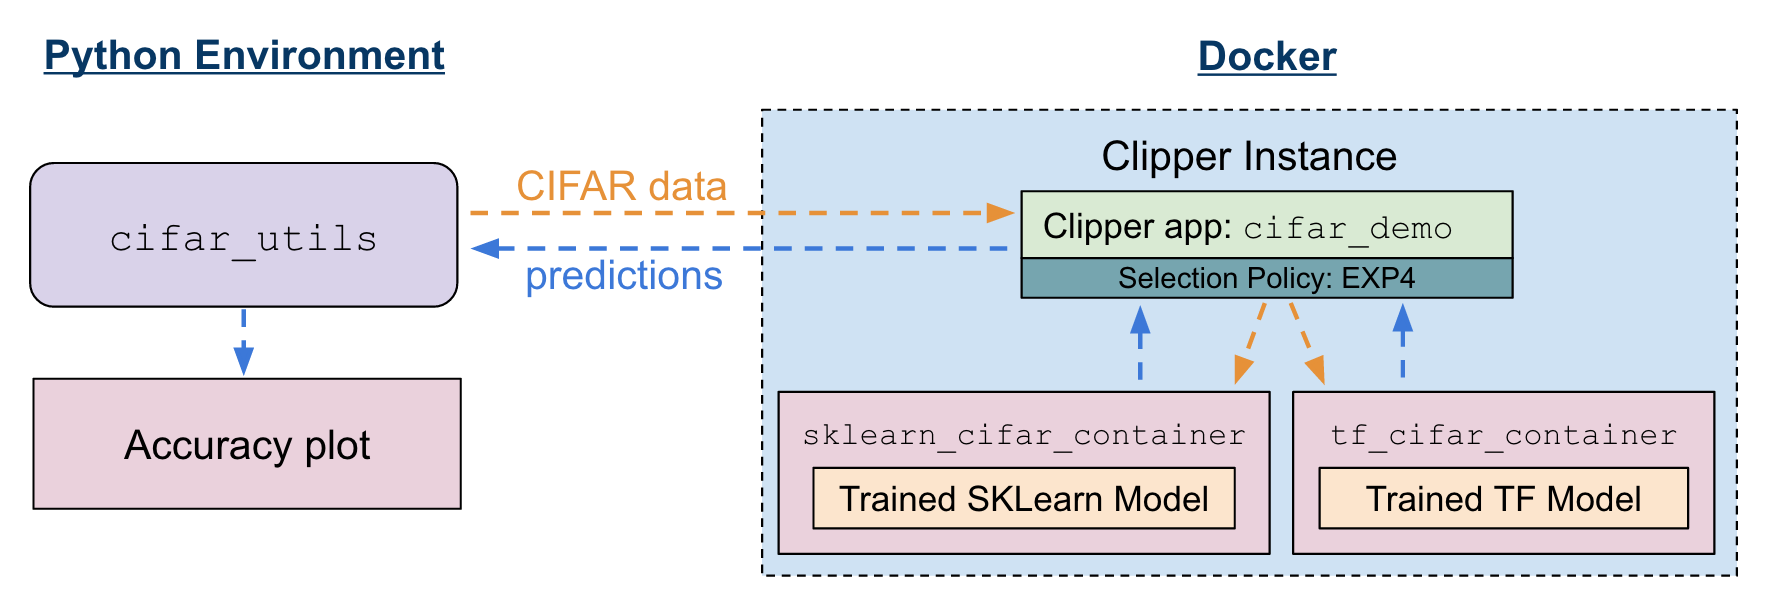 Python Environment
Docker
Clipper Instance
CIFAR data
cifar_utils
Clipper app: cifar_demo
predictions
Selection Policy: EXP4
Accuracy plot
sklearn_cifar_container
tf_cifar_container
Trained SKLearn Model
Trained TF Model